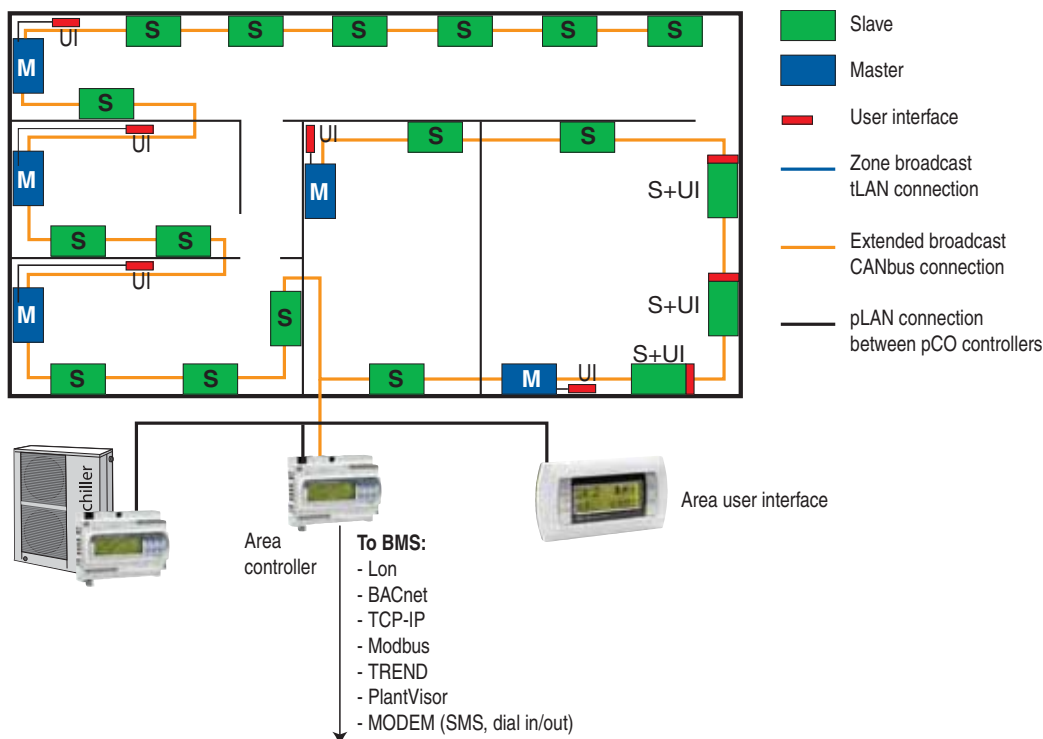 UI
S
S
S
S
S
S
M
S
UI
M
S
S
UI
M
S
S
S
UI
M
S
S
S+UI
S+UI
S+UI
S
M
UI
Slave
Master
User interface
Zone broadcast
tLAN connection
Extended broadcast
CANbus connection
pLAN connection
between pCO controllers
chiller
Area
controller
Area user interface
To BMS:
- Lon
- BACnet
- TCP-IP
- Modbus
- TREND
- PlantVisor
- MODEM (SMS, dial in/out)